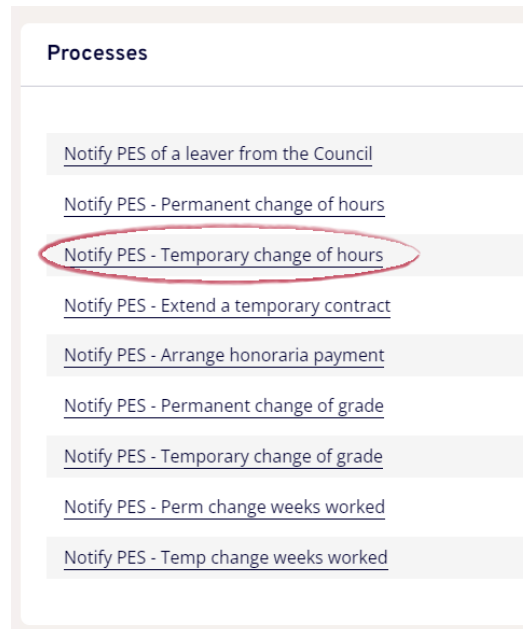 Processes
Notify PES of a leaver from the Council
Notify PES - Permanent change of hours
Notify PES - Temporary change of hours
Notify PES - Extend a temporary contract
Notify PES - Arrange honoraria payment
Notify PES - Permanent change of grade
Notify PES - Temporary change of grade
Notify PES - Perm change weeks worked
Notify PES - Temp change weeks worked